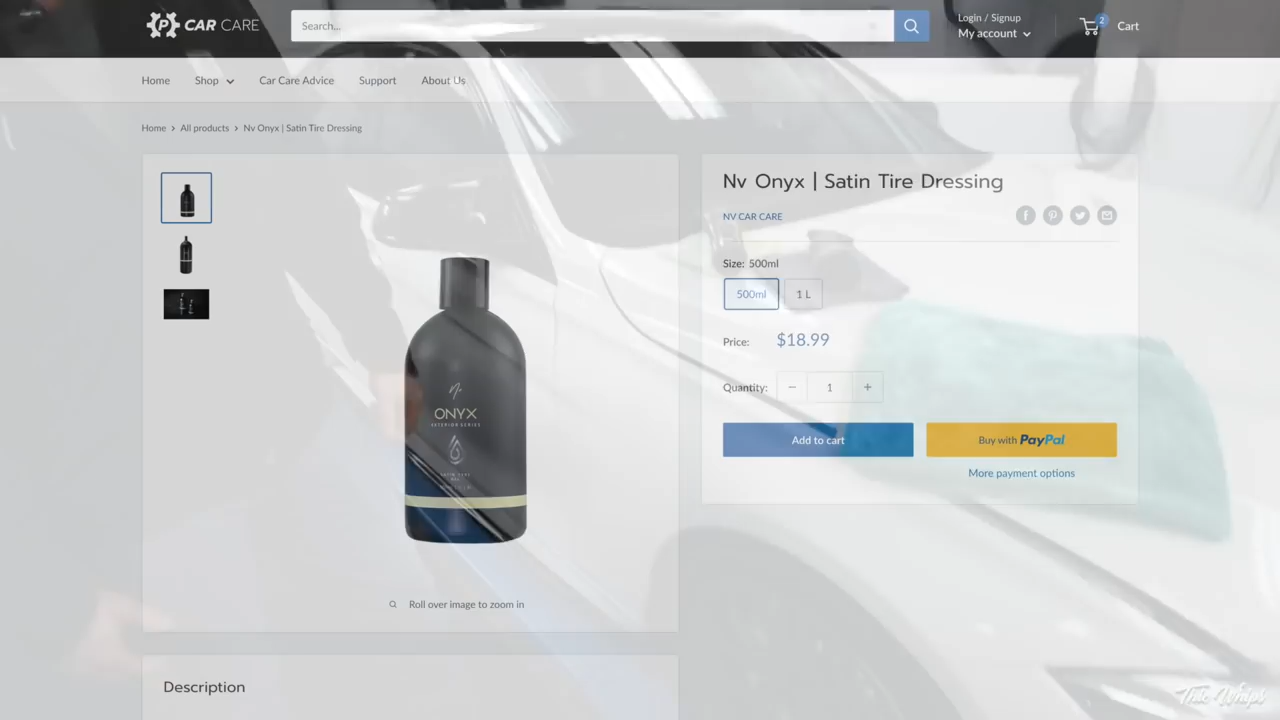 P CAR CARE
Search...
Login / Signup
My account
2
Cart
Home
Shop
Car Care Advice
Support
About Us
Home > All products > Nv Onyx | Satin Tire Dressing
Nv Onyx | Satin Tire Dressing
NV CAR CARE
Size: 500ml
500ml
1 L
Price: $18.99
Quantity: − 1 +
Add to cart
Buy with PayPal
More payment options
Nv
ONYX
EXTERIOR SERIES
Roll over image to zoom in
Description